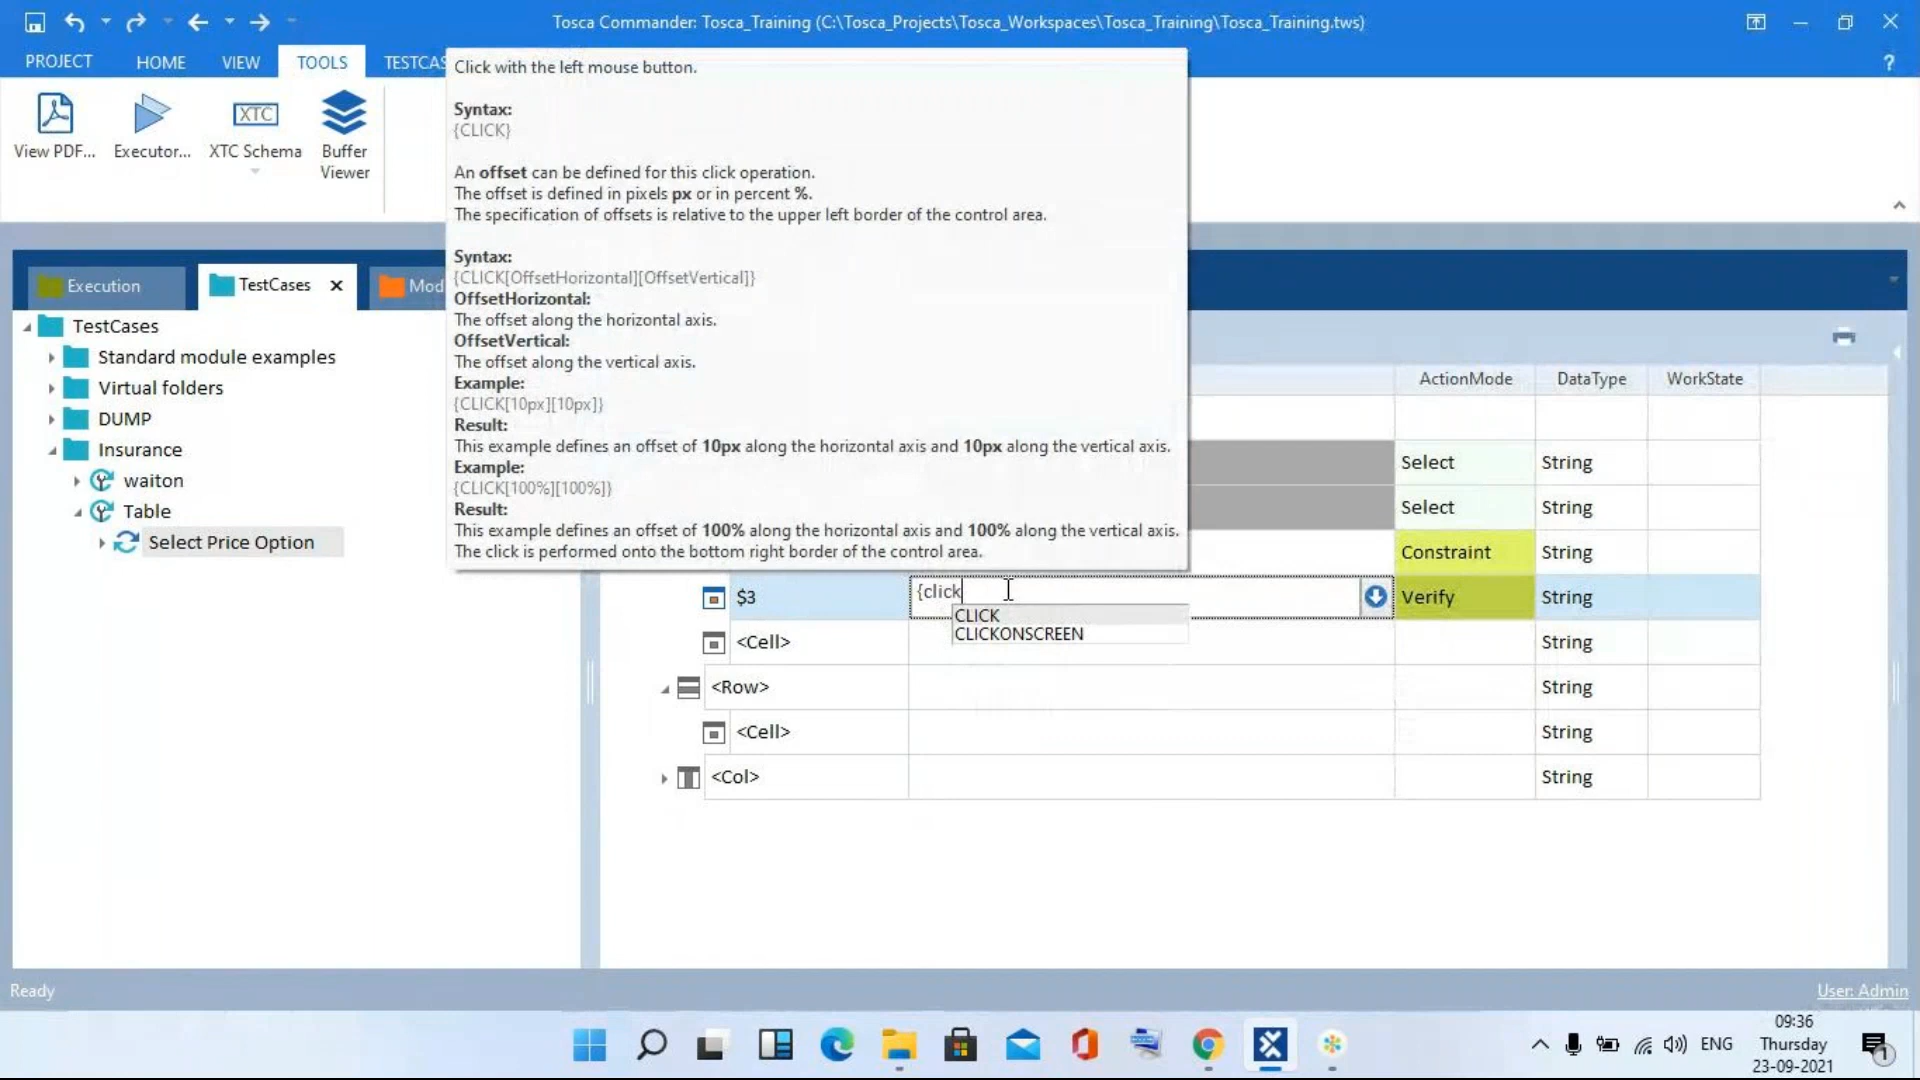 Tosca Commander: Tosca_Training (C:\Tosca_Projects\Tosca_Workspaces\Tosca_Training\Tosca_Training.tws)
PROJECT HOME VIEW TOOLS TESTCAS ?
View PDF... Executor... XTC Schema Buffer Viewer
XTC
Click with the left mouse button.
Syntax:
{CLICK}
An offset can be defined for this click operation.
The offset is defined in pixels px or in percent %.
The specification of offsets is relative to the upper left border of the control area.
Syntax:
{CLICK[OffsetHorizontal][OffsetVertical]}
OffsetHorizontal:
The offset along the horizontal axis.
OffsetVertical:
The offset along the vertical axis.
Example:
{CLICK[10px][10px]}
Result:
This example defines an offset of 10px along the horizontal axis and 10px along the vertical axis.
Example:
{CLICK[100%][100%]}
Result:
This example defines an offset of 100% along the horizontal axis and 100% along the vertical axis.
The click is performed onto the bottom right border of the control area.
Execution TestCases Mod
TestCases
Standard module examples
Virtual folders
DUMP
Insurance
waiton
Table
Select Price Option
ActionMode DataType WorkState
Select String
Select String
Constraint String
$3 {click Verify String
CLICK
CLICKONSCREEN
<Cell> String
<Row> String
<Cell> String
<Col> String
Ready User: Admin
ENG
09:36
Thursday
23-09-2021
1